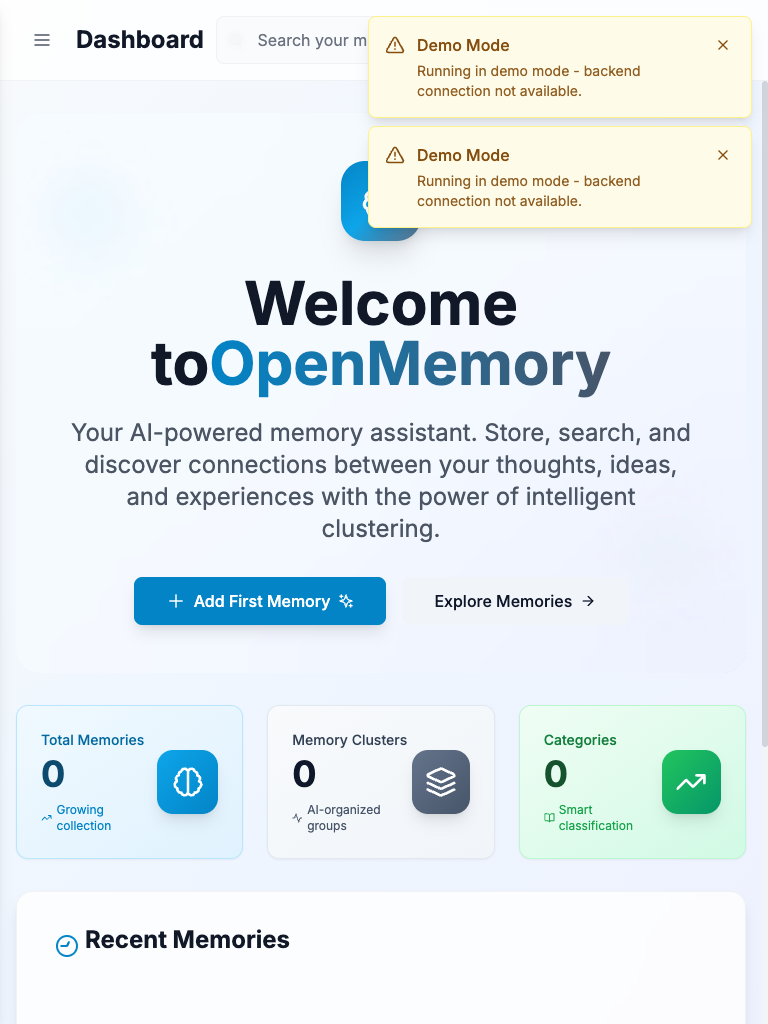 Dashboard
Search your m
Demo Mode
Running in demo mode - backend
connection not available.
Demo Mode
Running in demo mode - backend
connection not available.
Welcome
toOpenMemory
Your AI-powered memory assistant. Store, search, and
discover connections between your thoughts, ideas,
and experiences with the power of intelligent
clustering.
Add First Memory
Explore Memories
Total Memories
0
Growing
collection
Memory Clusters
0
AI-organized
groups
Categories
0
Smart
classification
Recent Memories